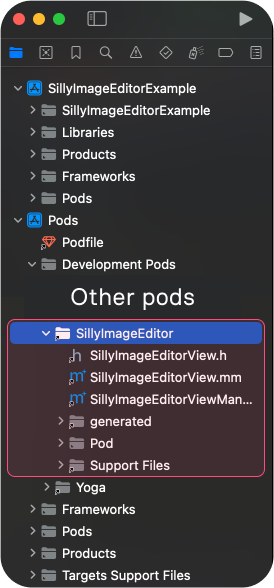 SillyImageEditorExample
SillyImageEditorExample
Libraries
Products
Frameworks
Pods
Pods
Podfile
Development Pods
Other pods
SillyImageEditor
h SillyImageEditorView.h
m SillyImageEditorView.mm
m SillyImageEditorViewMan...
generated
Pod
Support Files
Yoga
Frameworks
Pods
Products
Targets Support Files